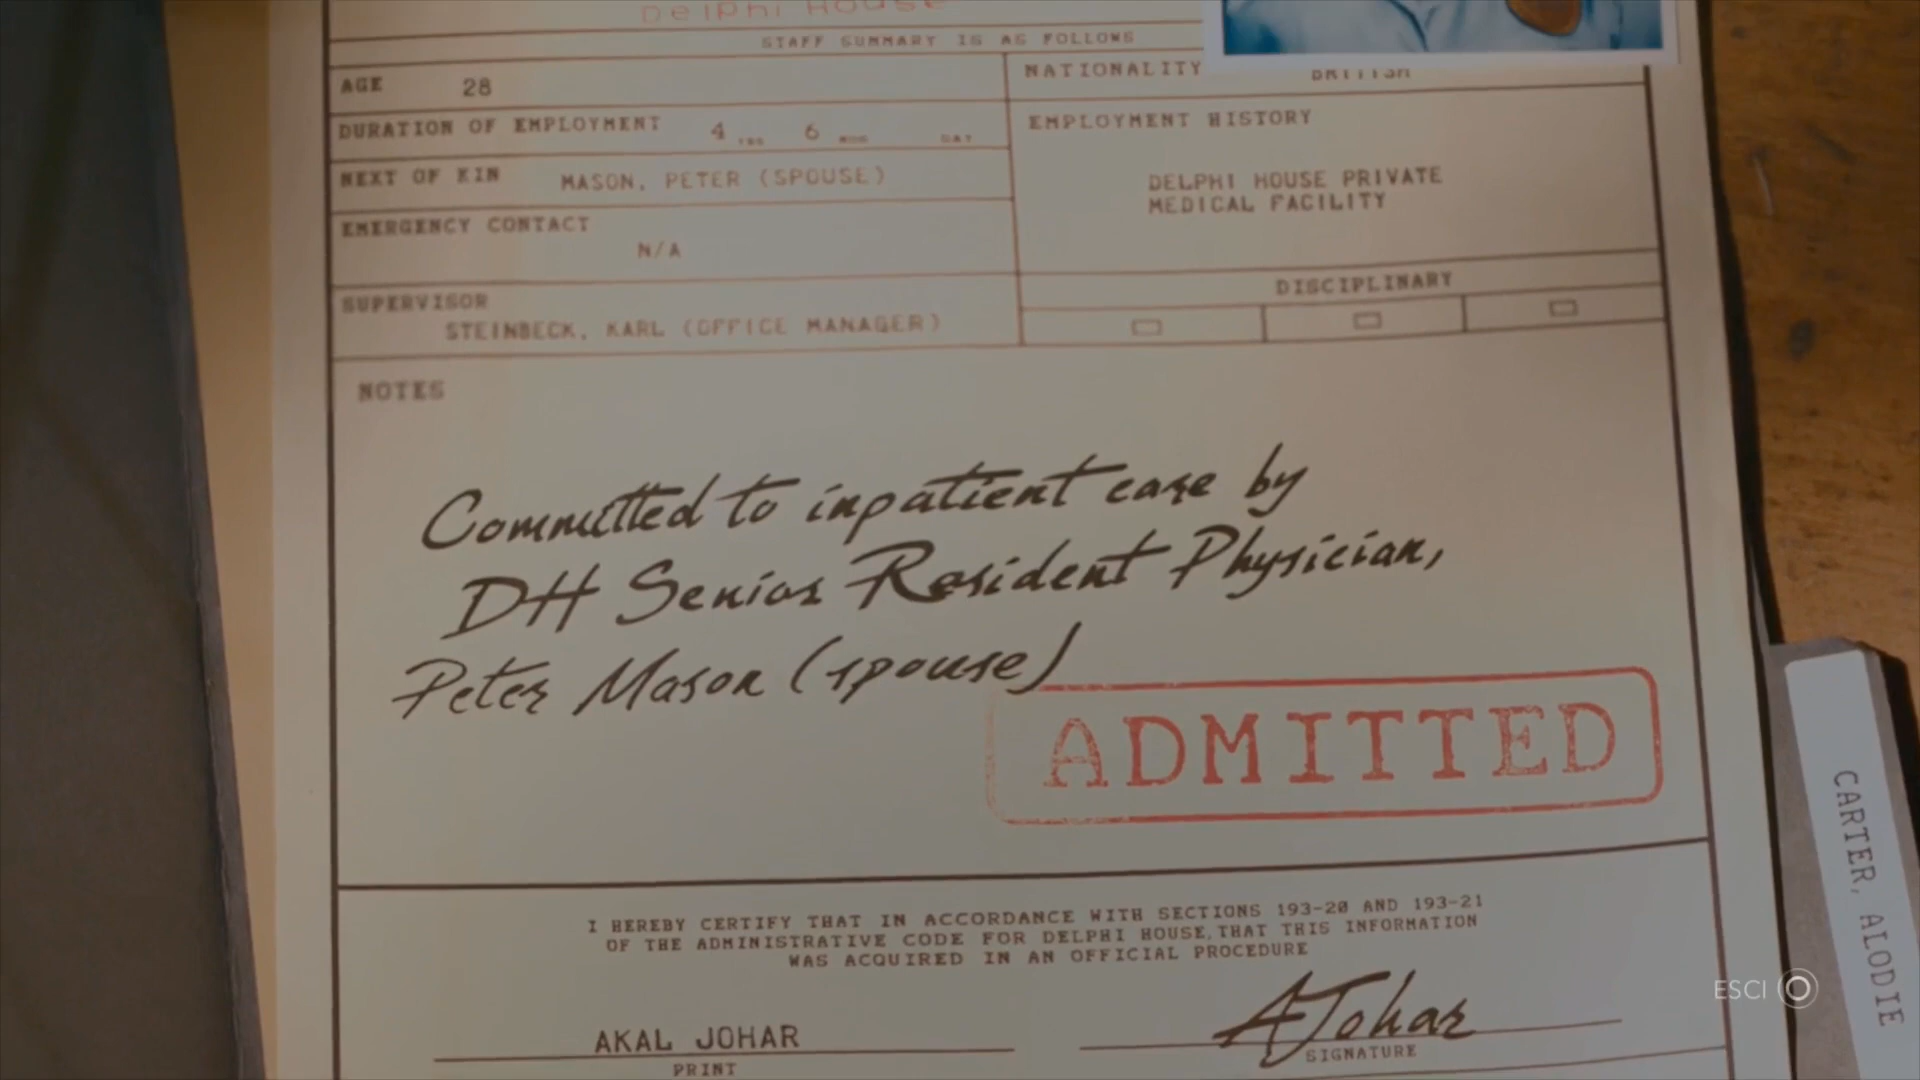 Delphi House
STAFF SUMMARY IS AS FOLLOWS
AGE 28
NATIONALITY BRITISH
DURATION OF EMPLOYMENT 4 YRS 6 MOS DAY
EMPLOYMENT HISTORY
DELPHI HOUSE PRIVATE
MEDICAL FACILITY
NEXT OF KIN MASON, PETER (SPOUSE)
EMERGENCY CONTACT
N/A
DISCIPLINARY
SUPERVISOR
STEINBECK, KARL (OFFICE MANAGER)
NOTES
Committed to inpatient care by
DH Senior Resident Physician,
Peter Mason (spouse)
ADMITTED
I HEREBY CERTIFY THAT IN ACCORDANCE WITH SECTIONS 193-20 AND 193-21
OF THE ADMINISTRATIVE CODE FOR DELPHI HOUSE, THAT THIS INFORMATION
WAS ACQUIRED IN AN OFFICIAL PROCEDURE
AKAL JOHAR
PRINT
AJohar
SIGNATURE
CARTER, ALODIE
ESCI